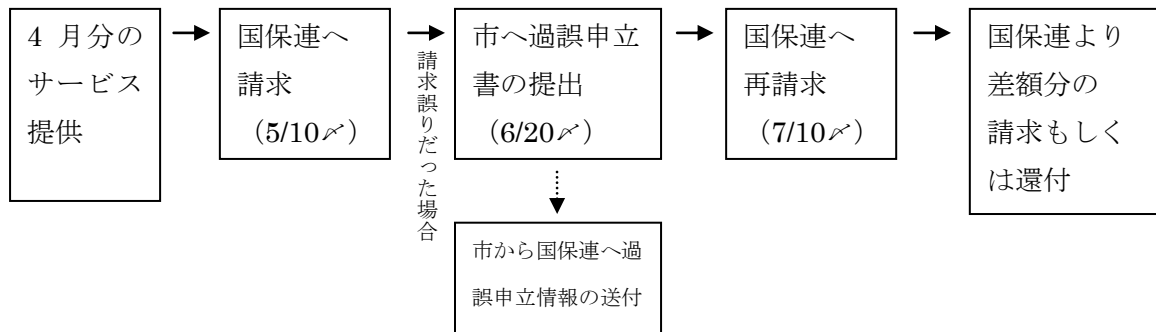 4 月分の
サービス
提供
国保連へ
請求
（5/10〆）
請求誤りだった場合
市へ過誤申立
書の提出
（6/20〆）
市から国保連へ過
誤申立情報の送付
国保連へ
再請求
（7/10〆）
国保連より
差額分の
請求もしく
は還付